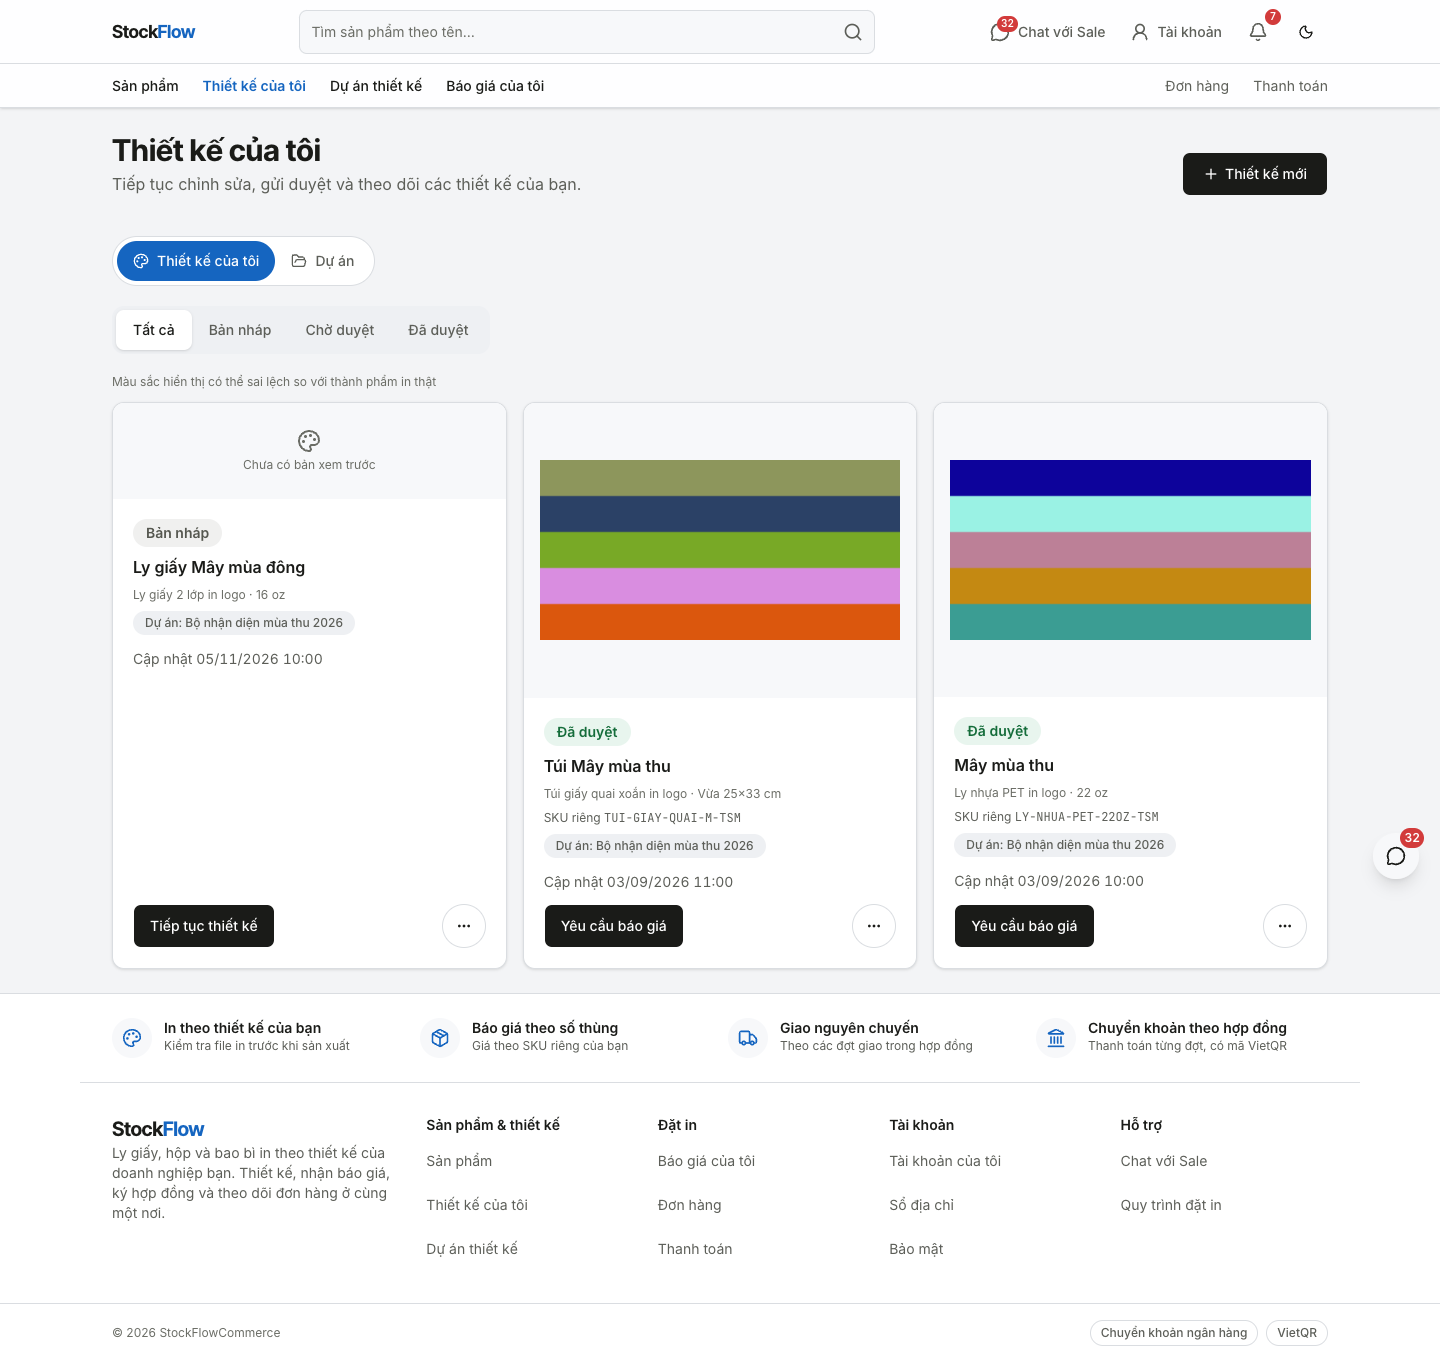 StockFlow
Tìm sản phẩm theo tên...
32
Chat với Sale
Tài khoản
7
Sản phẩm
Thiết kế của tôi
Dự án thiết kế
Báo giá của tôi
Đơn hàng
Thanh toán
Thiết kế của tôi
Tiếp tục chỉnh sửa, gửi duyệt và theo dõi các thiết kế của bạn.
Thiết kế mới
Thiết kế của tôi
Dự án
Tất cả
Bản nháp
Chờ duyệt
Đã duyệt
Màu sắc hiển thị có thể sai lệch so với thành phẩm in thật
Chưa có bản xem trước
Bản nháp
Ly giấy Mây mùa đông
Ly giấy 2 lớp in logo · 16 oz
Dự án: Bộ nhận diện mùa thu 2026
Cập nhật 05/11/2026 10:00
Tiếp tục thiết kế
Đã duyệt
Túi Mây mùa thu
Túi giấy quai xoắn in logo · Vừa 25×33 cm
SKU riêng TUI-GIAY-QUAI-M-TSM
Dự án: Bộ nhận diện mùa thu 2026
Cập nhật 03/09/2026 11:00
Yêu cầu báo giá
Đã duyệt
Mây mùa thu
Ly nhựa PET in logo · 22 oz
SKU riêng LY-NHUA-PET-22OZ-TSM
Dự án: Bộ nhận diện mùa thu 2026
Cập nhật 03/09/2026 10:00
Yêu cầu báo giá
32
In theo thiết kế của bạn
Kiểm tra file in trước khi sản xuất
Báo giá theo số thùng
Giá theo SKU riêng của bạn
Giao nguyên chuyến
Theo các đợt giao trong hợp đồng
Chuyển khoản theo hợp đồng
Thanh toán từng đợt, có mã VietQR
StockFlow
Ly giấy, hộp và bao bì in theo thiết kế của
doanh nghiệp bạn. Thiết kế, nhận báo giá,
ký hợp đồng và theo dõi đơn hàng ở cùng
một nơi.
Sản phẩm & thiết kế
Sản phẩm
Thiết kế của tôi
Dự án thiết kế
Đặt in
Báo giá của tôi
Đơn hàng
Thanh toán
Tài khoản
Tài khoản của tôi
Sổ địa chỉ
Bảo mật
Hỗ trợ
Chat với Sale
Quy trình đặt in
© 2026 StockFlowCommerce
Chuyển khoản ngân hàng
VietQR